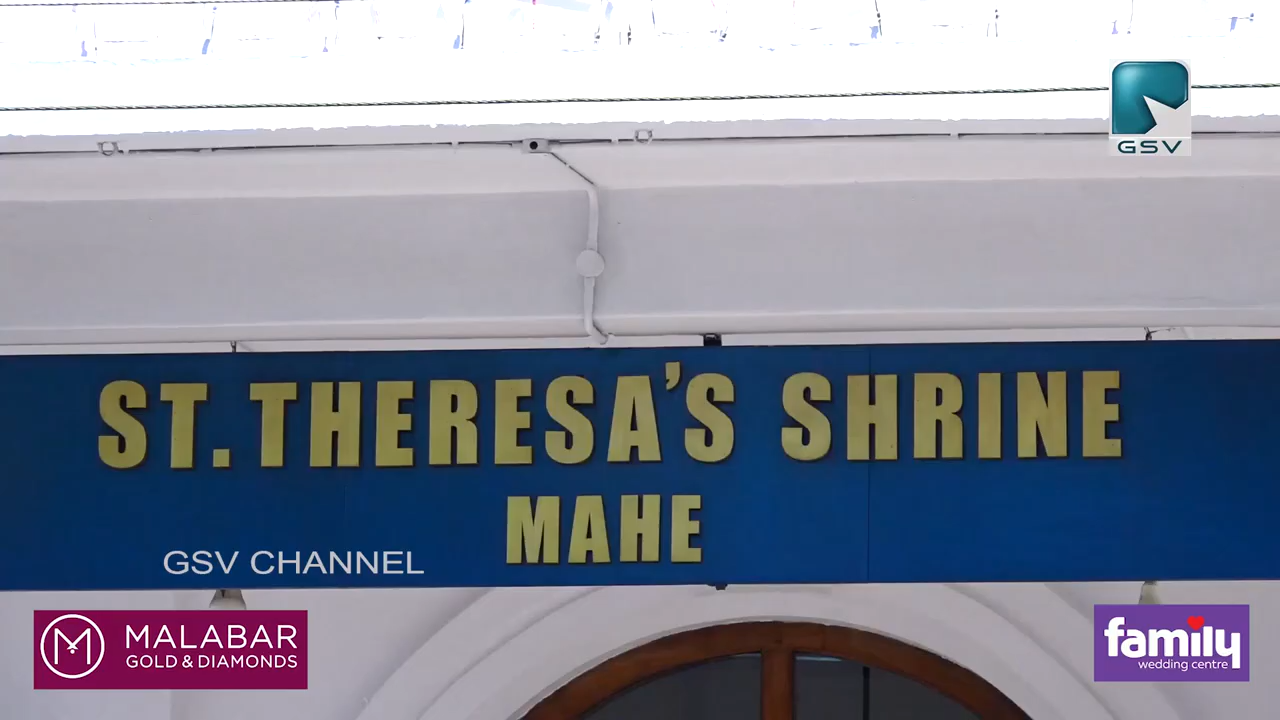 GSV
ST. THERESA'S SHRINE
MAHE
GSV CHANNEL
MALABAR
GOLD & DIAMONDS
family
wedding centre